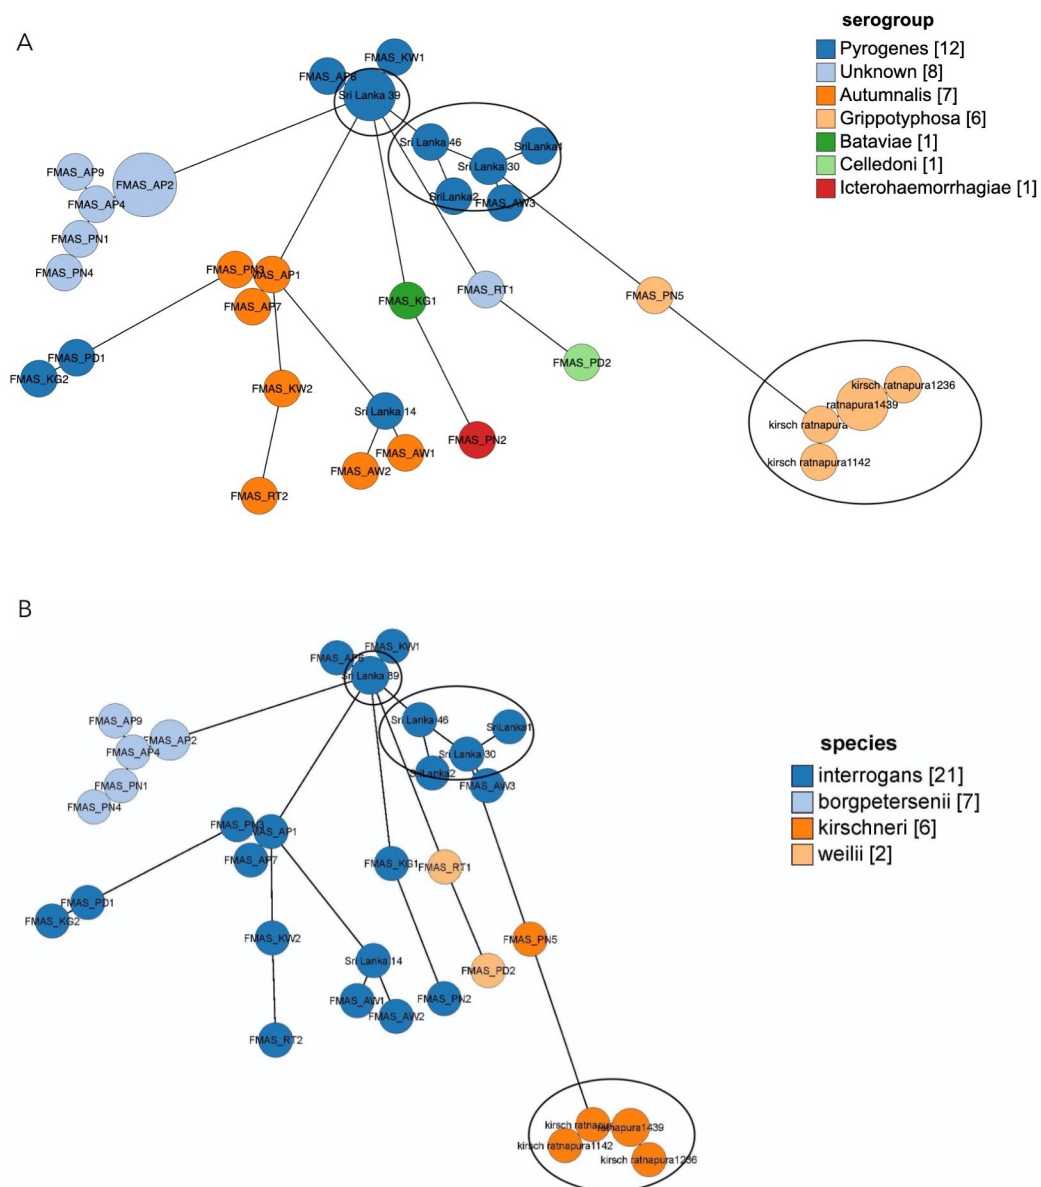 A
serogroup
Pyrogenes [12]
Unknown [8]
Autumnalis [7]
Grippotyphosa [6]
Bataviae [1]
Celledoni [1]
Icterohaemorrhagiae [1]
FMAS_KW1
FMAS_AP6
Sri Lanka 39
Sri Lanka 46
SriLanka1
Sri Lanka 30
SriLanka2
FMAS_AW3
FMAS_AP9
FMAS_AP2
FMAS_AP4
FMAS_PN1
FMAS_PN4
FMAS_PN3
MAS_AP1
FMAS_AP7
FMAS_KG1
FMAS_RT1
FMAS_PN5
FMAS_PD1
FMAS_KG2
FMAS_PD2
FMAS_KW2
Sri Lanka 14
FMAS_AW1
FMAS_AW2
FMAS_PN2
FMAS_RT2
kirsch ratnapura1236
ratnapura1439
kirsch ratnapura
kirsch ratnapura1142
B
FMAS_KW1
FMAS_AP6
Sri Lanka 39
Sri Lanka 46
SriLanka1
Sri Lanka 30
SriLanka2
FMAS_AW3
FMAS_AP9
FMAS_AP2
FMAS_AP4
FMAS_PN1
FMAS_PN4
species
interrogans [21]
borgpetersenii [7]
kirschneri [6]
weilii [2]
FMAS_PN3
MAS_AP1
FMAS_AP7
FMAS_KG1
FMAS_RT1
FMAS_PD1
FMAS_KG2
FMAS_KW2
FMAS_PN5
Sri Lanka 14
FMAS_PD2
FMAS_AW1
FMAS_PN2
FMAS_AW2
FMAS_RT2
kirsch ratnapur
ratnapura1439
kirsch ratnapura1142
kirsch ratnapura1236